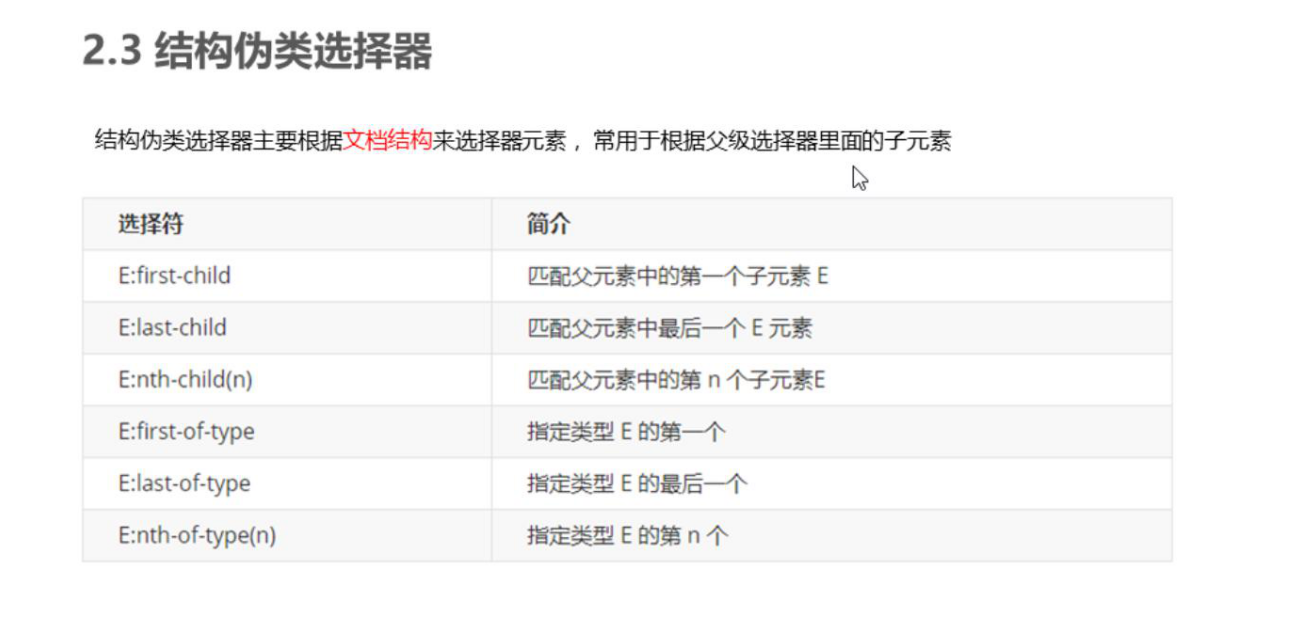 2.3 结构伪类选择器
结构伪类选择器主要根据文档结构来选择器元素，常用于根据父级选择器里面的子元素
选择符 简介
E:first-child 匹配父元素中的第一个子元素 E
E:last-child 匹配父元素中最后一个 E 元素
E:nth-child(n) 匹配父元素中的第 n 个子元素E
E:first-of-type 指定类型 E 的第一个
E:last-of-type 指定类型 E 的最后一个
E:nth-of-type(n) 指定类型 E 的第 n 个